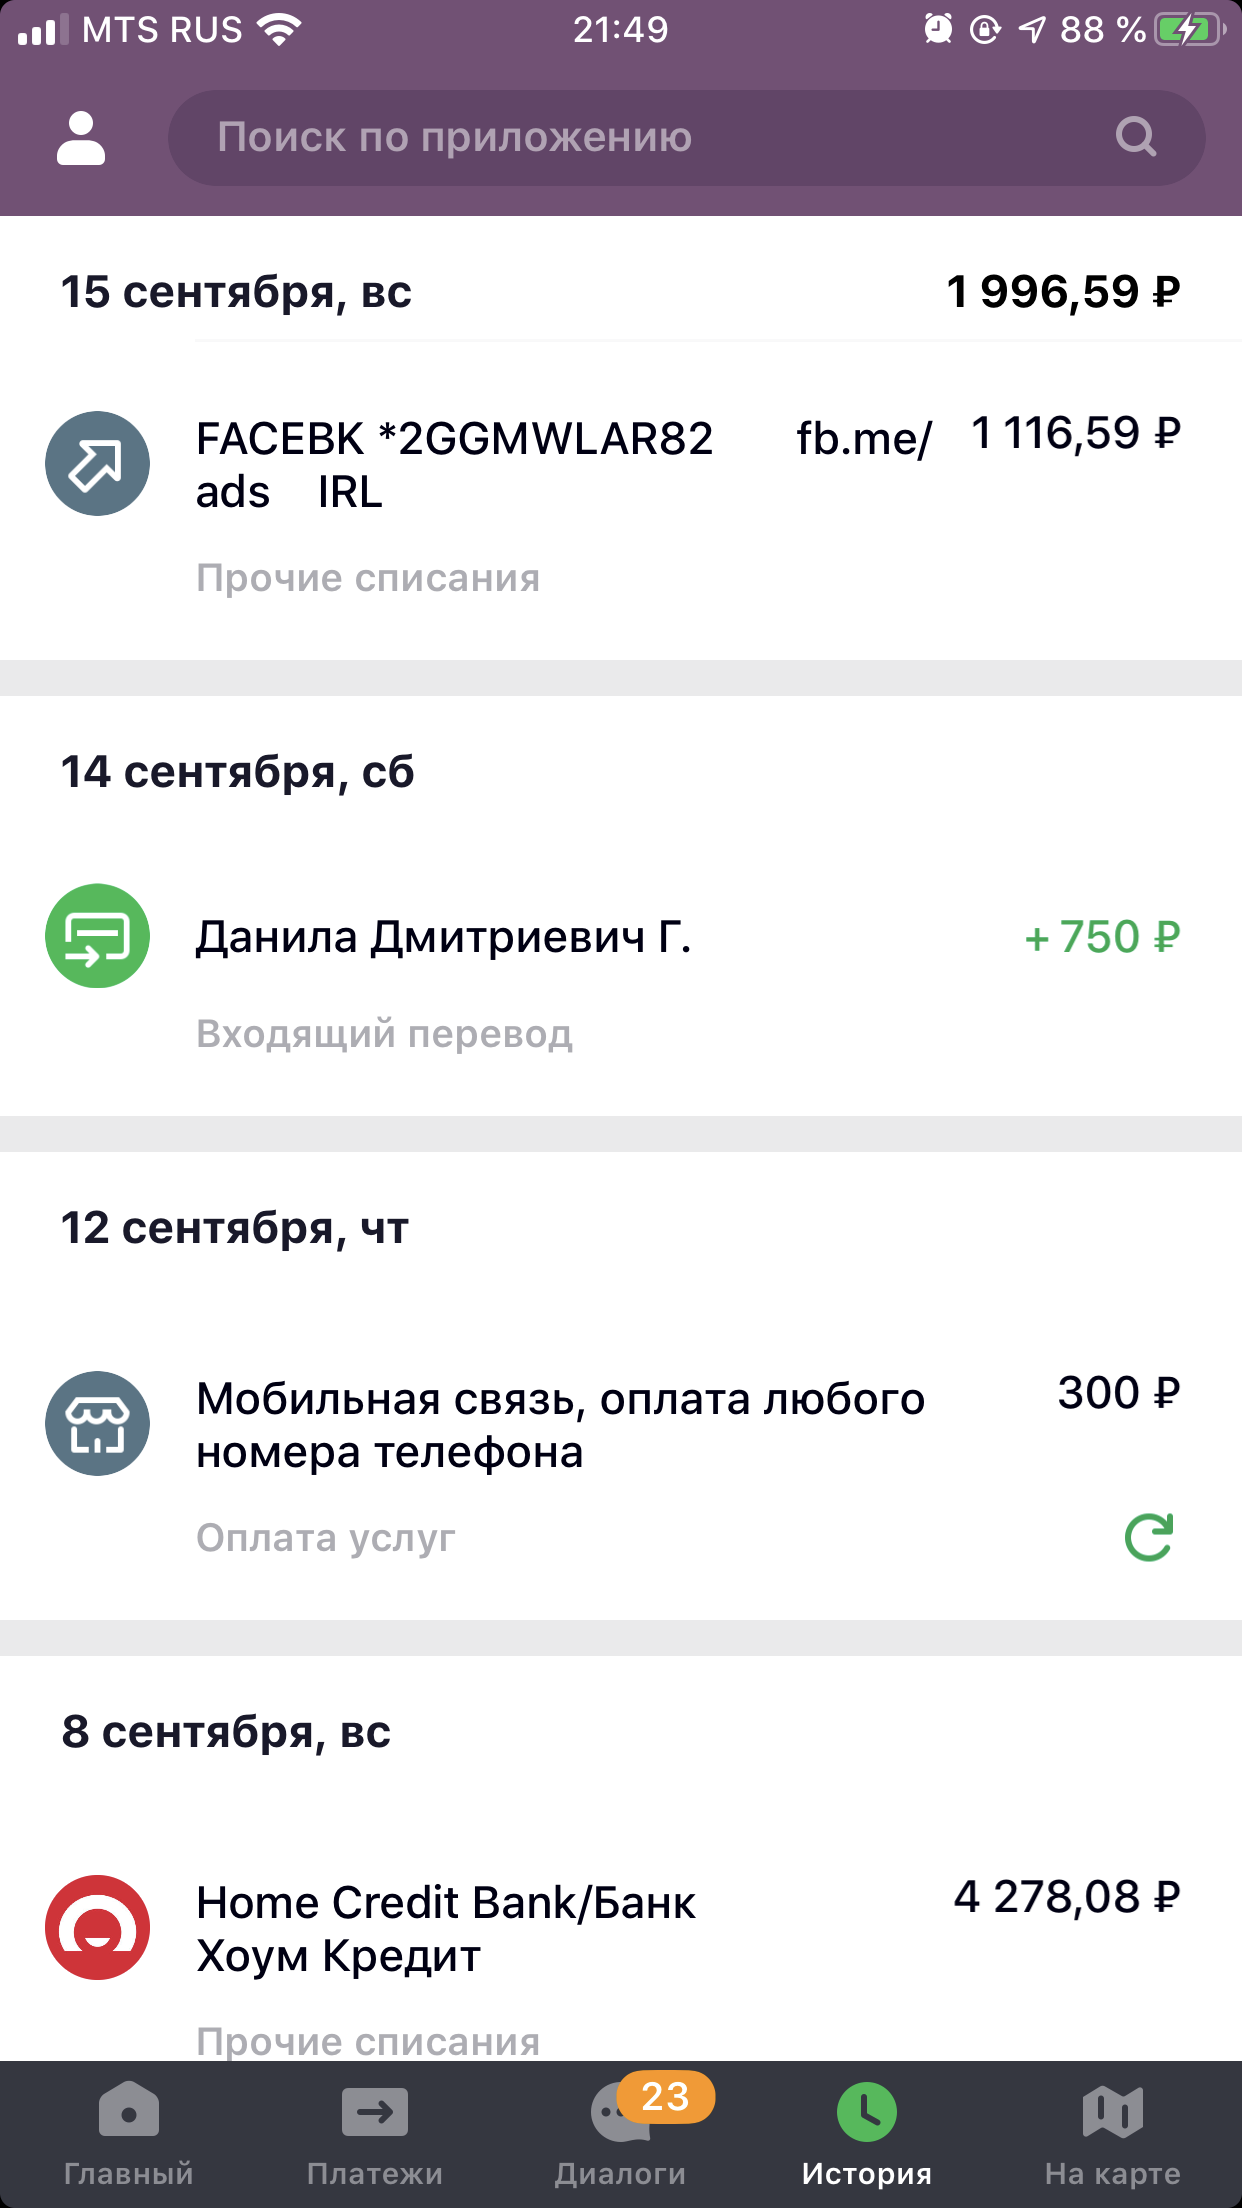 MTS RUS 21:49 88 %
Поиск по приложению
15 сентября, вс 1 996,59 ₽
FACEBK *2GGMWLAR82 fb.me/ 1 116,59 ₽
ads IRL
Прочие списания
14 сентября, сб
Данила Дмитриевич Г. + 750 ₽
Входящий перевод
12 сентября, чт
Мобильная связь, оплата любого 300 ₽
номера телефона
Оплата услуг
8 сентября, вс
Home Credit Bank/Банк 4 278,08 ₽
Хоум Кредит
Прочие списания
23
Главный Платежи Диалоги История На карте